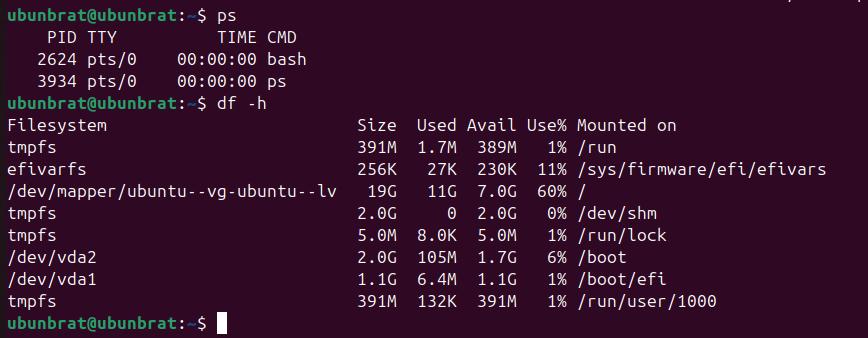 ubunbrat@ubunbrat:~$ ps
    PID TTY          TIME CMD
   2624 pts/0    00:00:00 bash
   3934 pts/0    00:00:00 ps
ubunbrat@ubunbrat:~$ df -h
Filesystem                         Size  Used Avail Use% Mounted on
tmpfs                              391M  1.7M  389M   1% /run
efivarfs                           256K   27K  230K  11% /sys/firmware/efi/efivars
/dev/mapper/ubuntu--vg-ubuntu--lv   19G   11G  7.0G  60% /
tmpfs                              2.0G     0  2.0G   0% /dev/shm
tmpfs                              5.0M  8.0K  5.0M   1% /run/lock
/dev/vda2                          2.0G  105M  1.7G   6% /boot
/dev/vda1                          1.1G  6.4M  1.1G   1% /boot/efi
tmpfs                              391M  132K  391M   1% /run/user/1000
ubunbrat@ubunbrat:~$